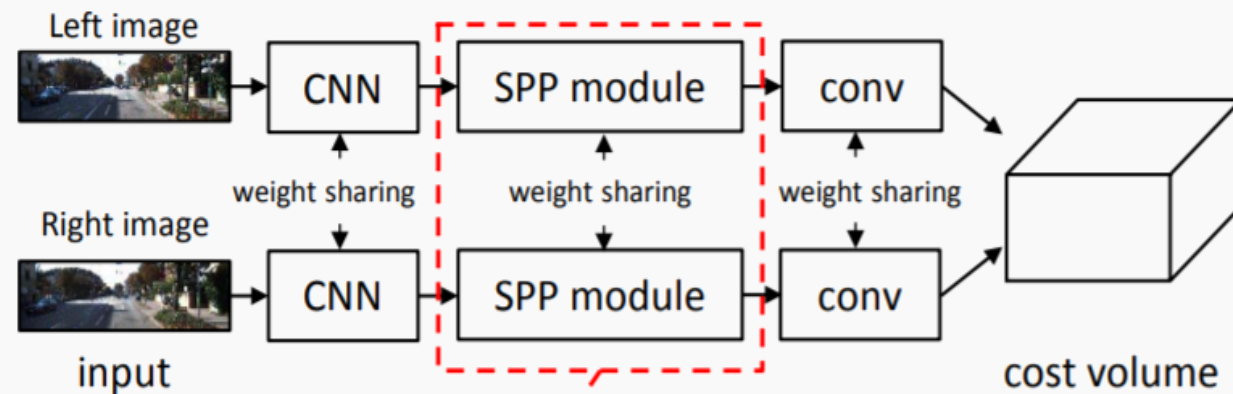 Left image
CNN
SPP module
conv
weight sharing
weight sharing
weight sharing
Right image
CNN
SPP module
conv
input
cost volume